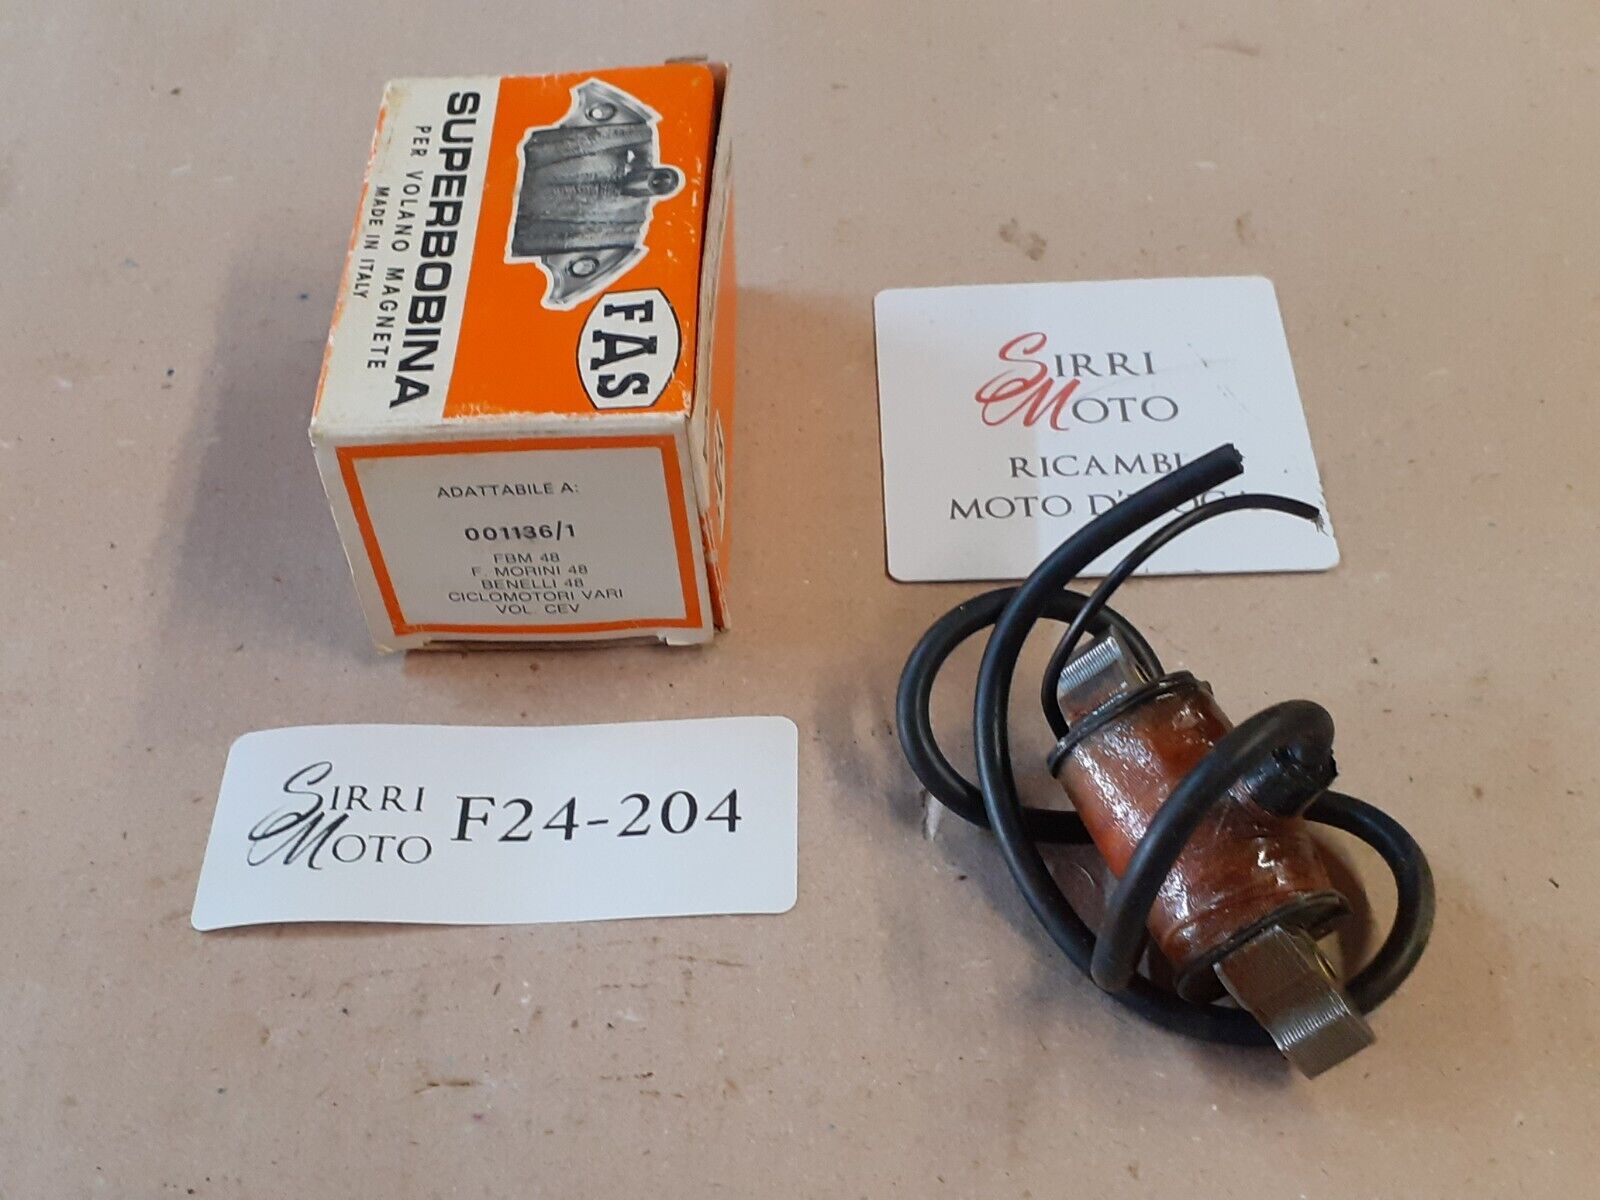 SUPERBOBINA
PER VOLANO MAGNETE
MADE IN ITALY
FAS
ADATTABILE A:
001136/1
FBM 48
F. MORINI 48
BENELLI 48
CICLOMOTORI VARI
VOL. CEV
SIRRI
MOTO
RICAMBI
MOTO
SIRRI
MOTO
F24-204